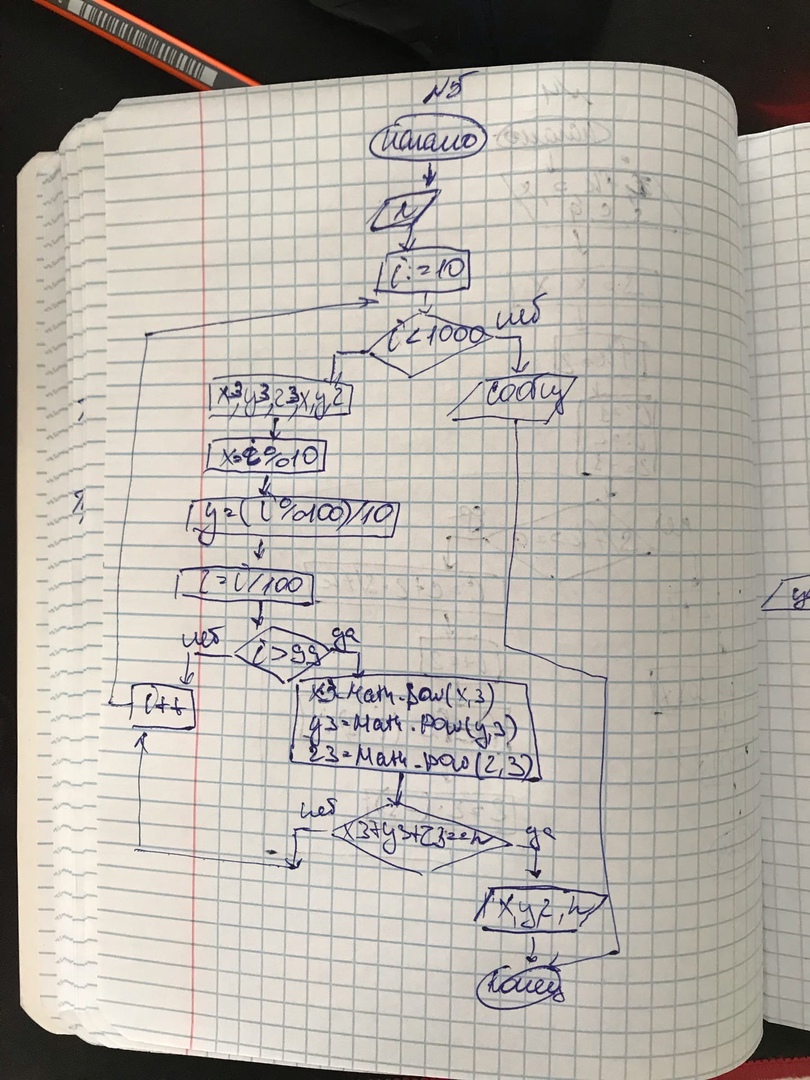 №5
начало
n
i:=10
i<1000
нет
x3,y3,z3,x,y,z
сообщ
x=i%10
y=(i%100)/10
z=i/100
нет
i>99
да
i++
x3=Math.pow(x,3)
y3=Math.pow(y,3)
z3=Math.pow(z,3)
нет
x3+y3+z3==n
да
x,y,z,n
конец